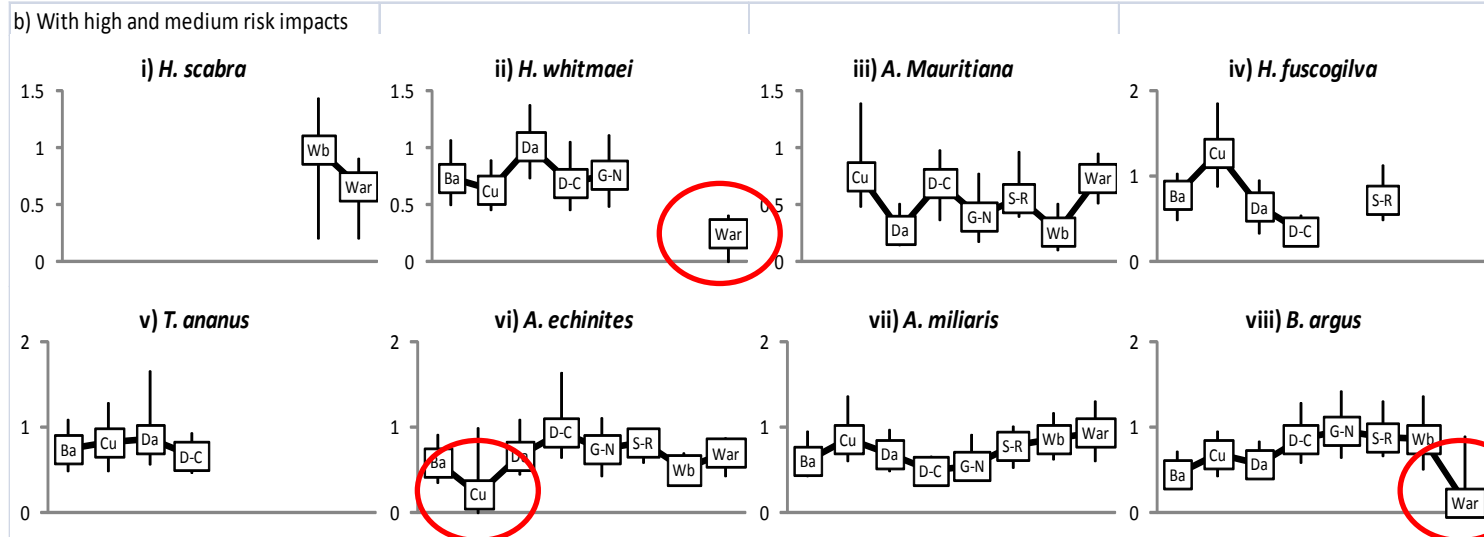 b) With high and medium risk impacts
i) H. scabra
1.5
1
0.5
0
Wb
War
ii) H. whitmaei
1.5
1
0.5
0
Ba
Cu
Da
D-C
G-N
War
iii) A. Mauritiana
1.5
1
0.5
0
Cu
Da
D-C
G-N
S-R
Wb
War
iv) H. fuscogilva
2
1
0
Ba
Cu
Da
D-C
S-R
v) T. ananus
2
1
0
Ba
Cu
Da
D-C
vi) A. echinites
2
1
0
Ba
Cu
Da
D-C
G-N
S-R
Wb
War
vii) A. miliaris
2
1
0
Ba
Cu
Da
D-C
G-N
S-R
Wb
War
viii) B. argus
2
1
0
Ba
Cu
Da
D-C
G-N
S-R
Wb
War